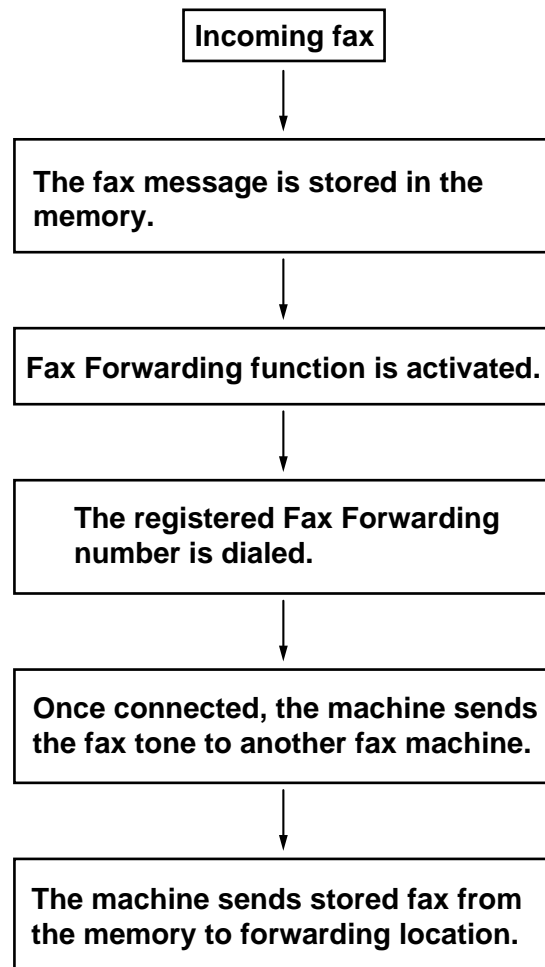 Incoming fax
The fax message is stored in the
memory.
Fax Forwarding function is activated.
The registered Fax Forwarding
number is dialed.
Once connected, the machine sends
the fax tone to another fax machine.
The machine sends stored fax from
the memory to forwarding location.